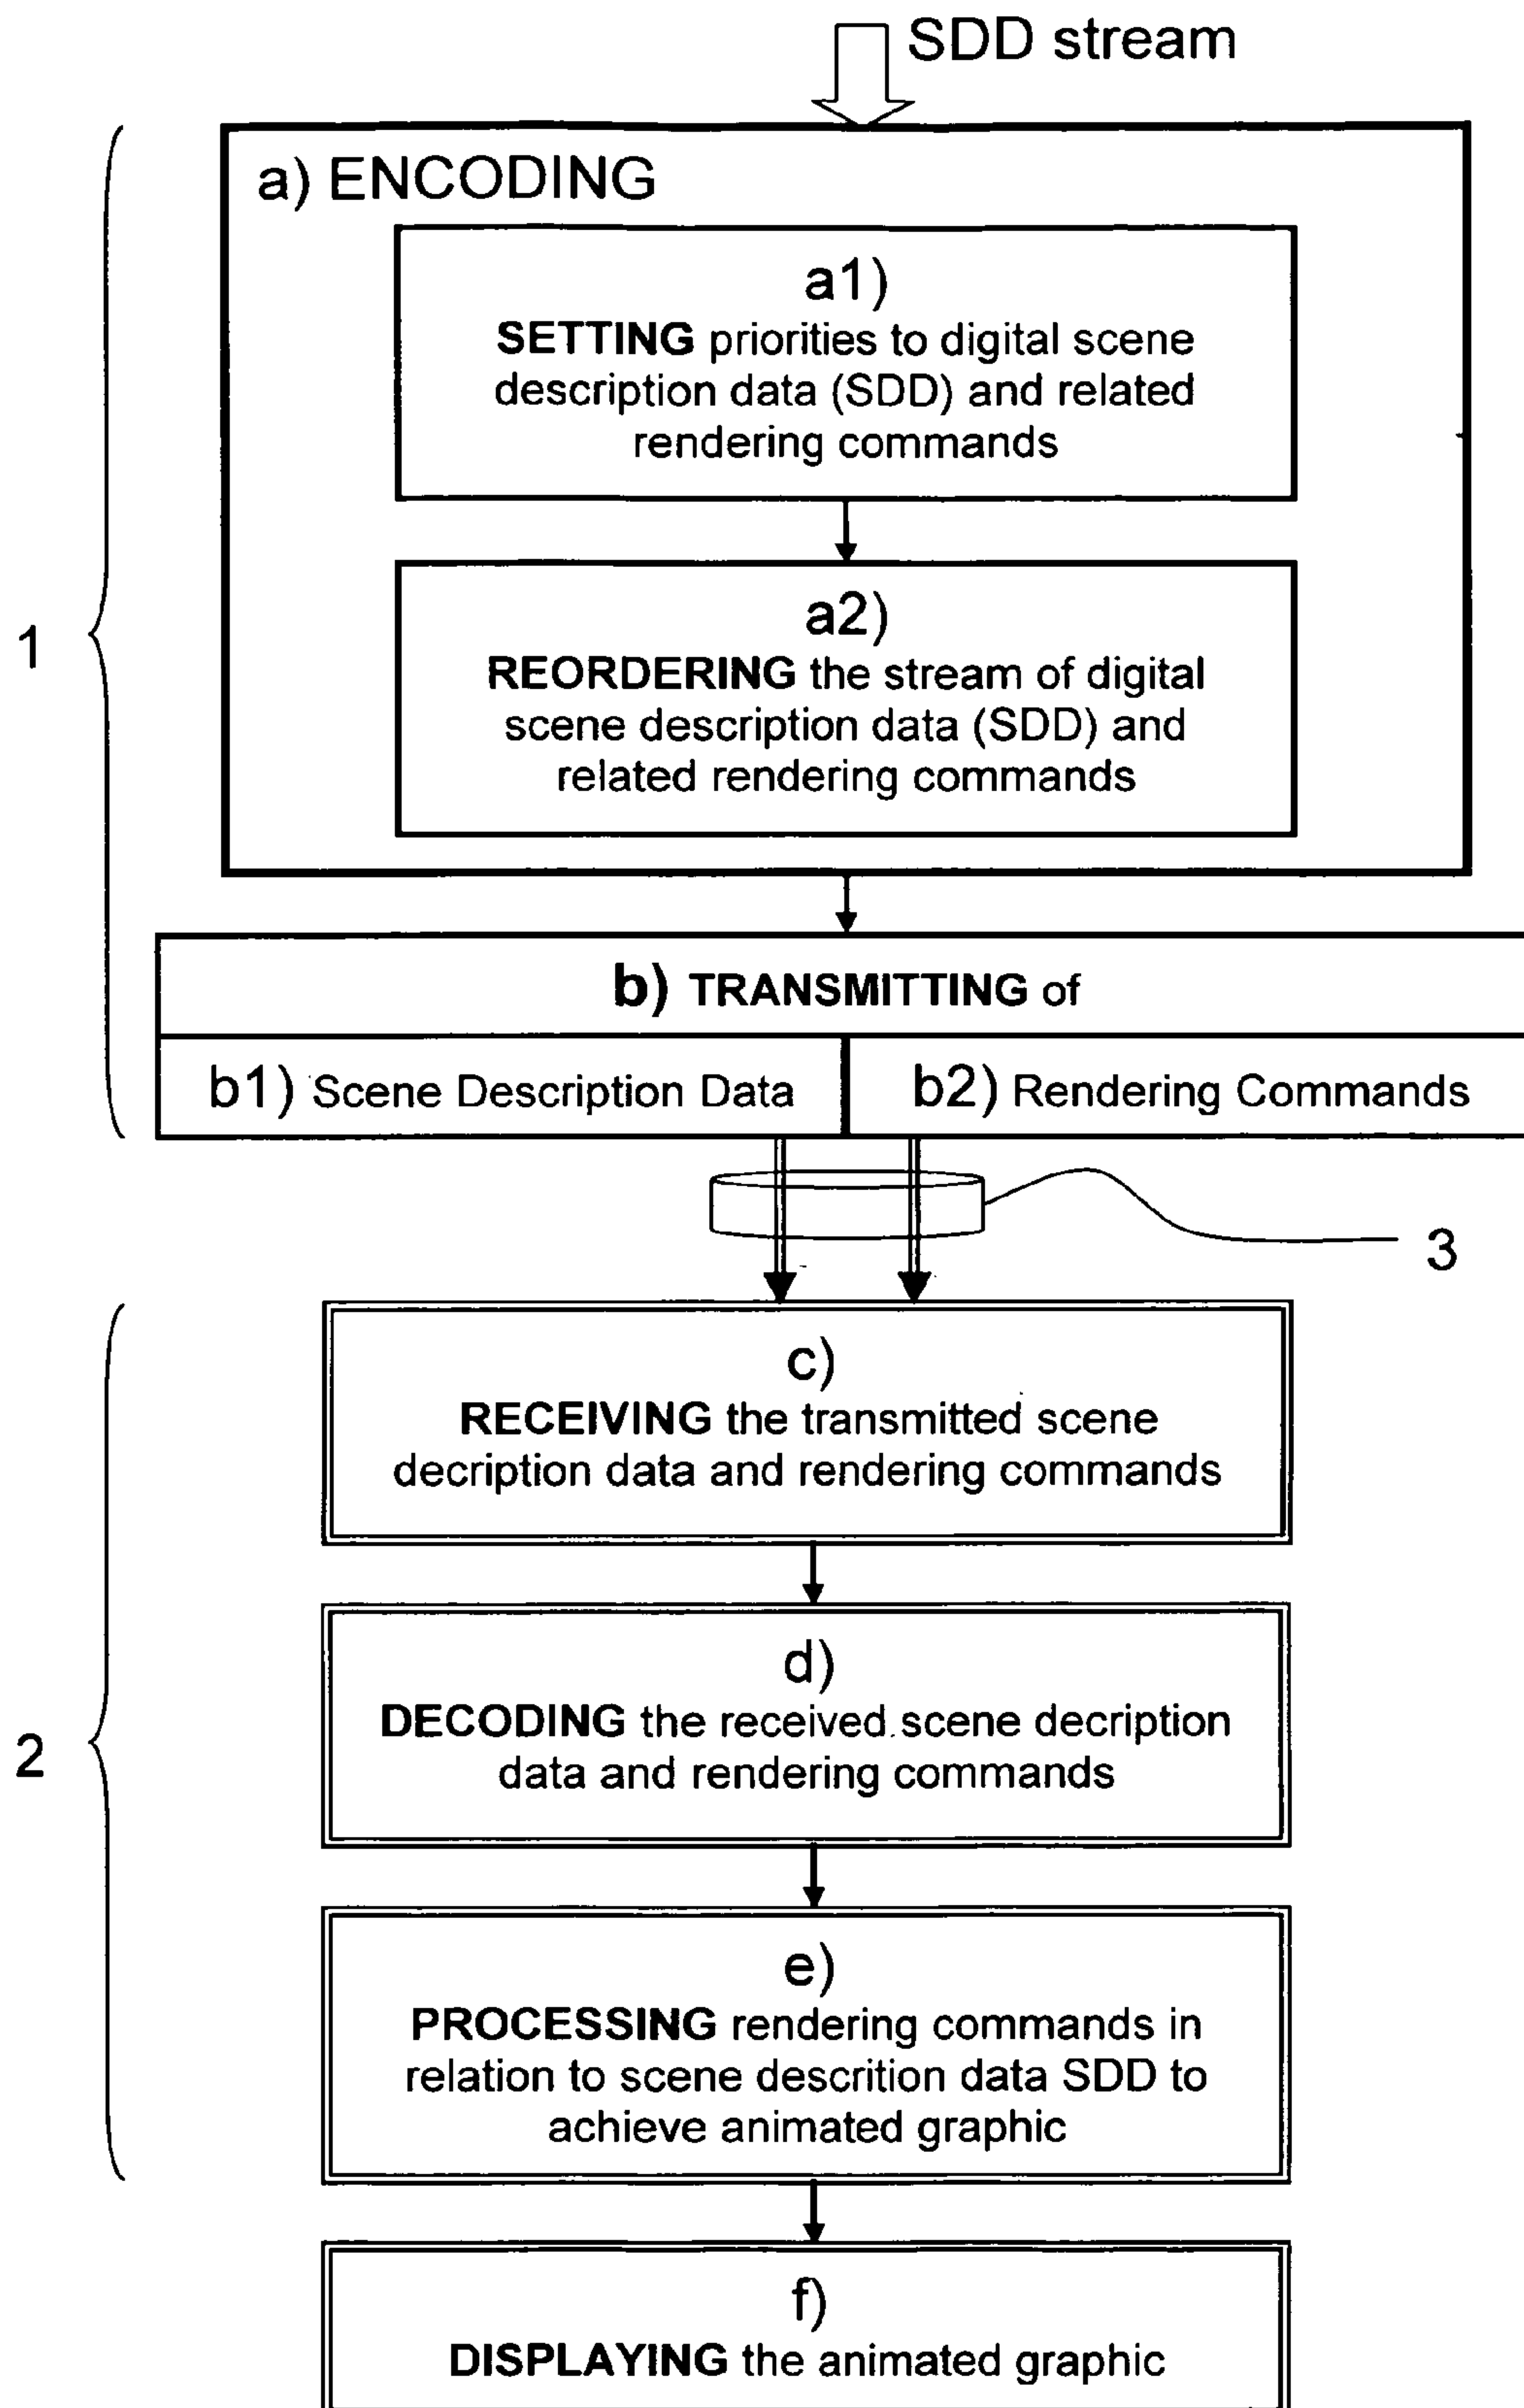 SDD stream
a) ENCODING
a1)
SETTING priorities to digital scene
description data (SDD) and related
rendering commands
a2)
REORDERING the stream of digital
scene description data (SDD) and
related rendering commands
1
b) TRANSMITTING of
b1) Scene Description Data
b2) Rendering Commands
3
c)
RECEIVING the transmitted scene
decription data and rendering commands
d)
DECODING the received scene decription
data and rendering commands
2
e)
PROCESSING rendering commands in
relation to scene descrition data SDD to
achieve animated graphic
f)
DISPLAYING the animated graphic